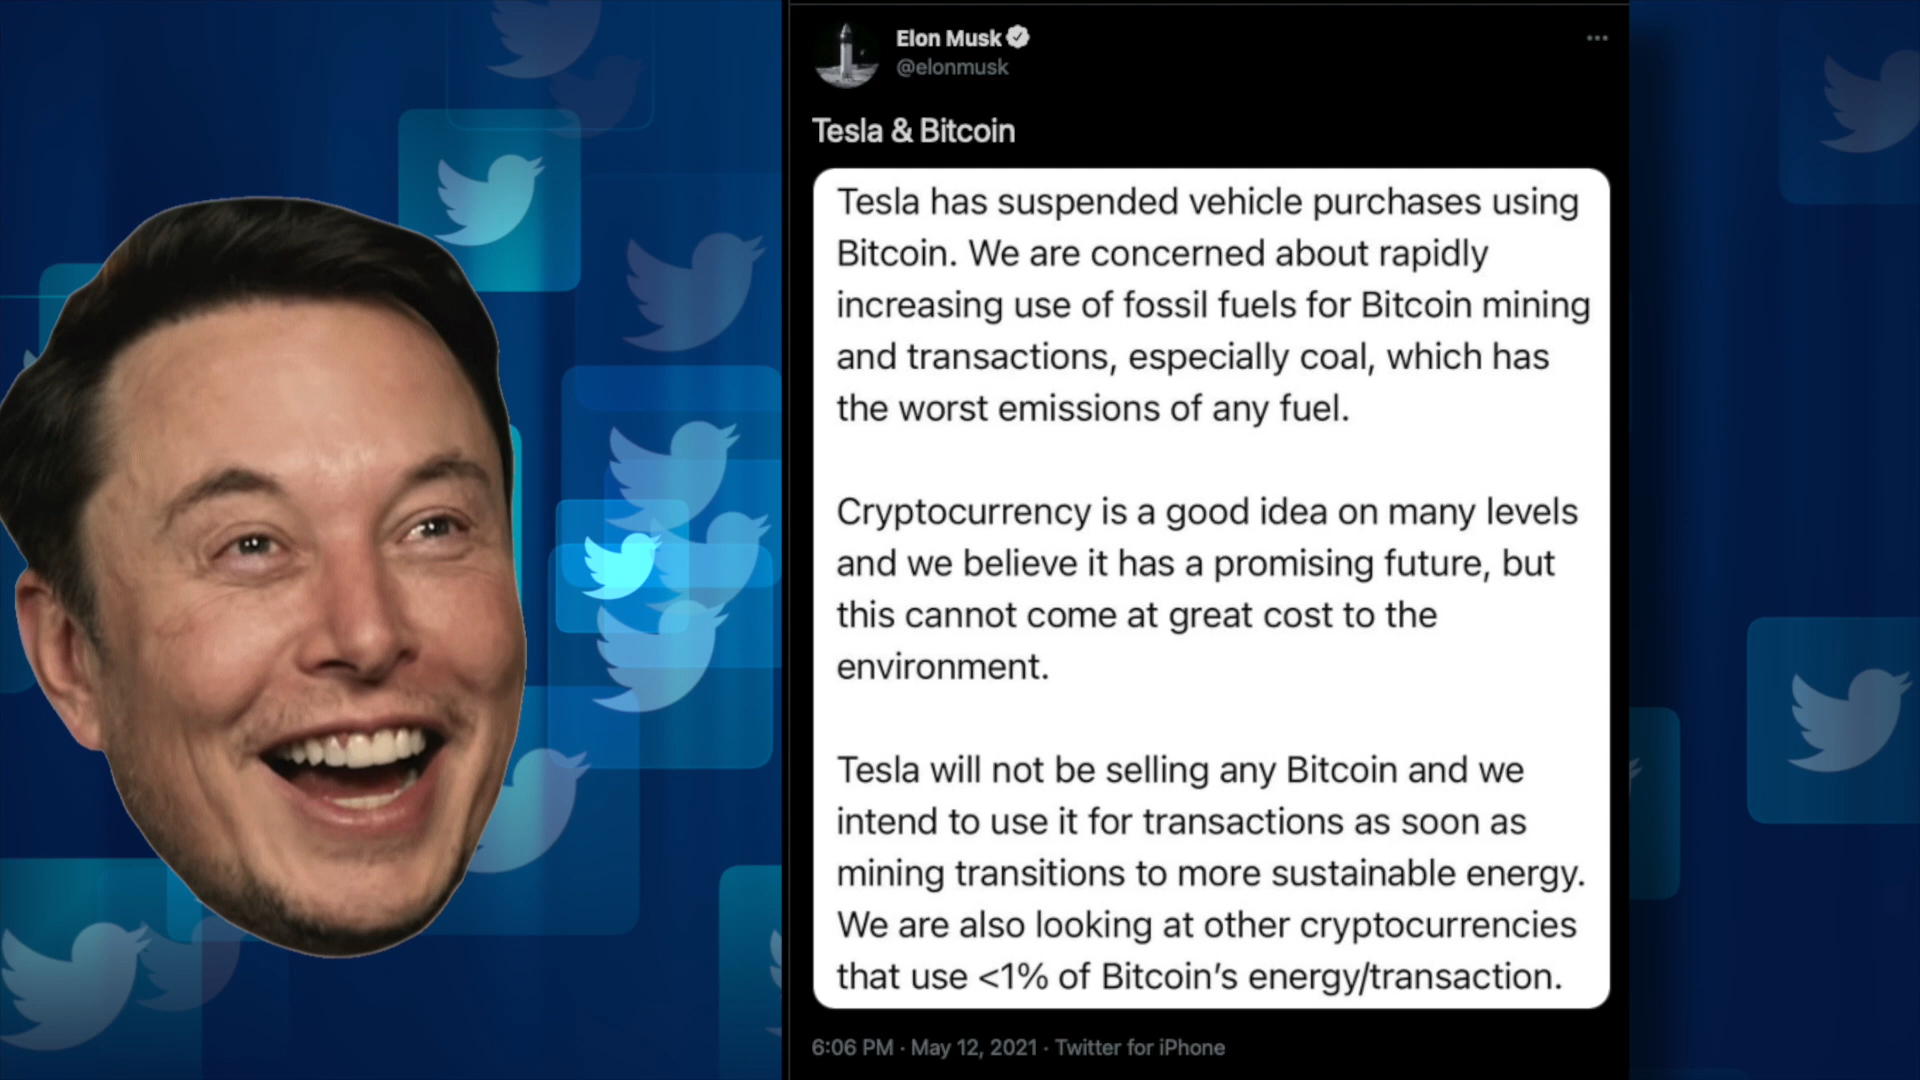 Elon Musk
@elonmusk
Tesla & Bitcoin
Tesla has suspended vehicle purchases using
Bitcoin. We are concerned about rapidly
increasing use of fossil fuels for Bitcoin mining
and transactions, especially coal, which has
the worst emissions of any fuel.
Cryptocurrency is a good idea on many levels
and we believe it has a promising future, but
this cannot come at great cost to the
environment.
Tesla will not be selling any Bitcoin and we
intend to use it for transactions as soon as
mining transitions to more sustainable energy.
We are also looking at other cryptocurrencies
that use <1% of Bitcoin’s energy/transaction.
6:06 PM · May 12, 2021 · Twitter for iPhone